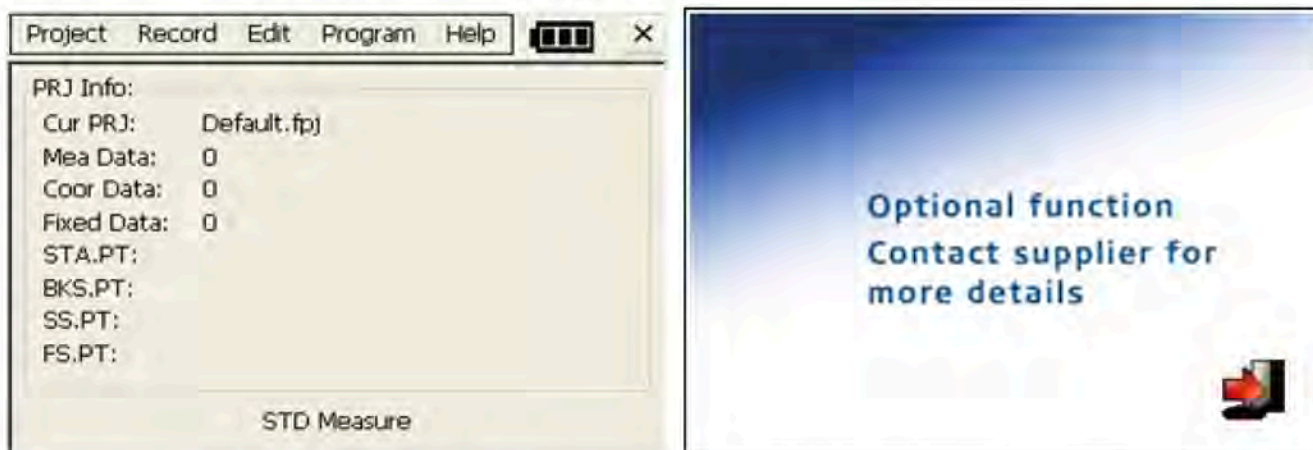 Project Record Edit Program Help
PRJ Info:
Cur PRJ: Default.fpj
Mea Data: 0
Coor Data: 0
Fixed Data: 0
STA.PT:
BKS.PT:
SS.PT:
FS.PT:
STD Measure
Optional function
Contact supplier for
more details